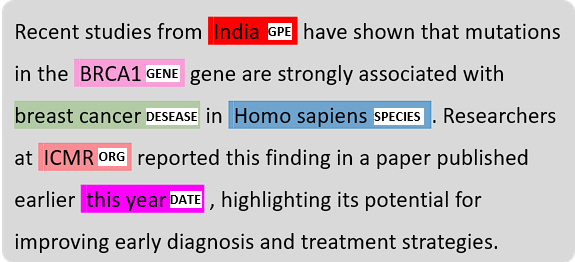 Recent studies from India GPE have shown that mutations
in the BRCA1 GENE gene are strongly associated with
breast cancer DESEASE in Homo sapiens SPECIES . Researchers
at ICMR ORG reported this finding in a paper published
earlier this year DATE , highlighting its potential for
improving early diagnosis and treatment strategies.